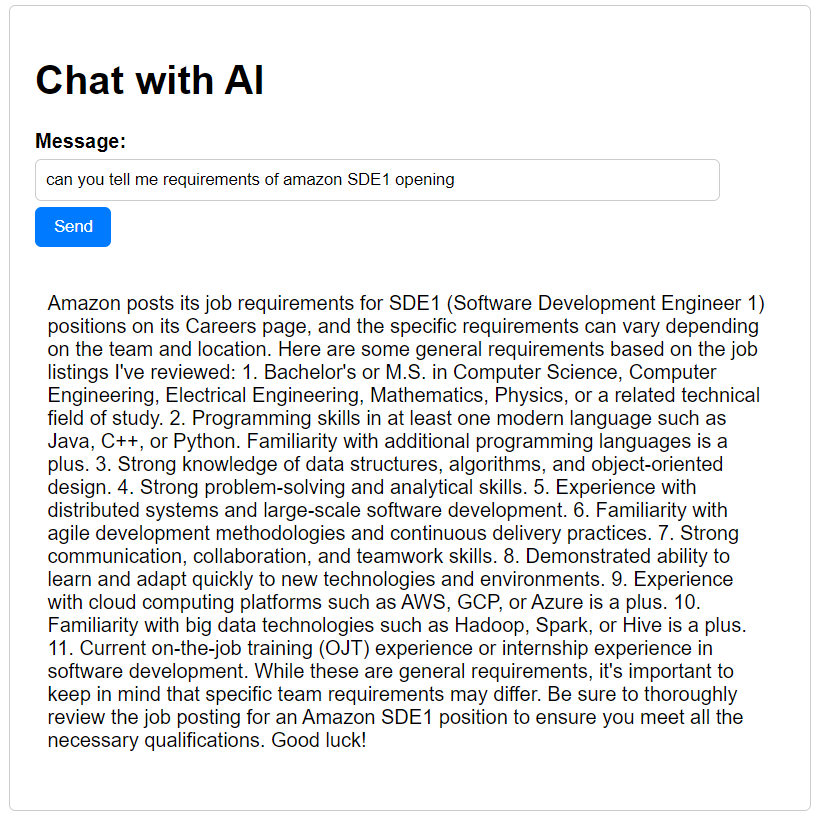 Chat with AI
Message:
can you tell me requirements of amazon SDE1 opening
Send
Amazon posts its job requirements for SDE1 (Software Development Engineer 1)
positions on its Careers page, and the specific requirements can vary depending
on the team and location. Here are some general requirements based on the job
listings I've reviewed: 1. Bachelor's or M.S. in Computer Science, Computer
Engineering, Electrical Engineering, Mathematics, Physics, or a related technical
field of study. 2. Programming skills in at least one modern language such as
Java, C++, or Python. Familiarity with additional programming languages is a
plus. 3. Strong knowledge of data structures, algorithms, and object-oriented
design. 4. Strong problem-solving and analytical skills. 5. Experience with
distributed systems and large-scale software development. 6. Familiarity with
agile development methodologies and continuous delivery practices. 7. Strong
communication, collaboration, and teamwork skills. 8. Demonstrated ability to
learn and adapt quickly to new technologies and environments. 9. Experience
with cloud computing platforms such as AWS, GCP, or Azure is a plus. 10.
Familiarity with big data technologies such as Hadoop, Spark, or Hive is a plus.
11. Current on-the-job training (OJT) experience or internship experience in
software development. While these are general requirements, it's important to
keep in mind that specific team requirements may differ. Be sure to thoroughly
review the job posting for an Amazon SDE1 position to ensure you meet all the
necessary qualifications. Good luck!